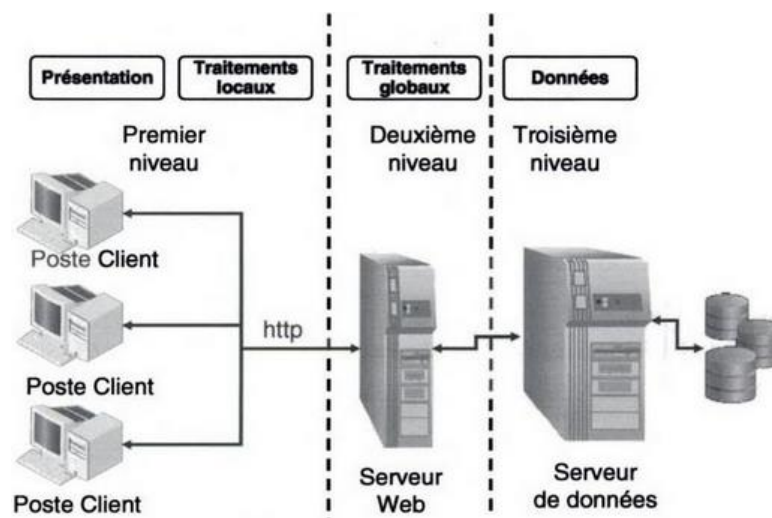 Présentation
Traitements
locaux
Traitements
globaux
Données
Premier
niveau
Deuxième
niveau
Troisième
niveau
Poste Client
http
Poste Client
Poste Client
Serveur
Web
Serveur
de données